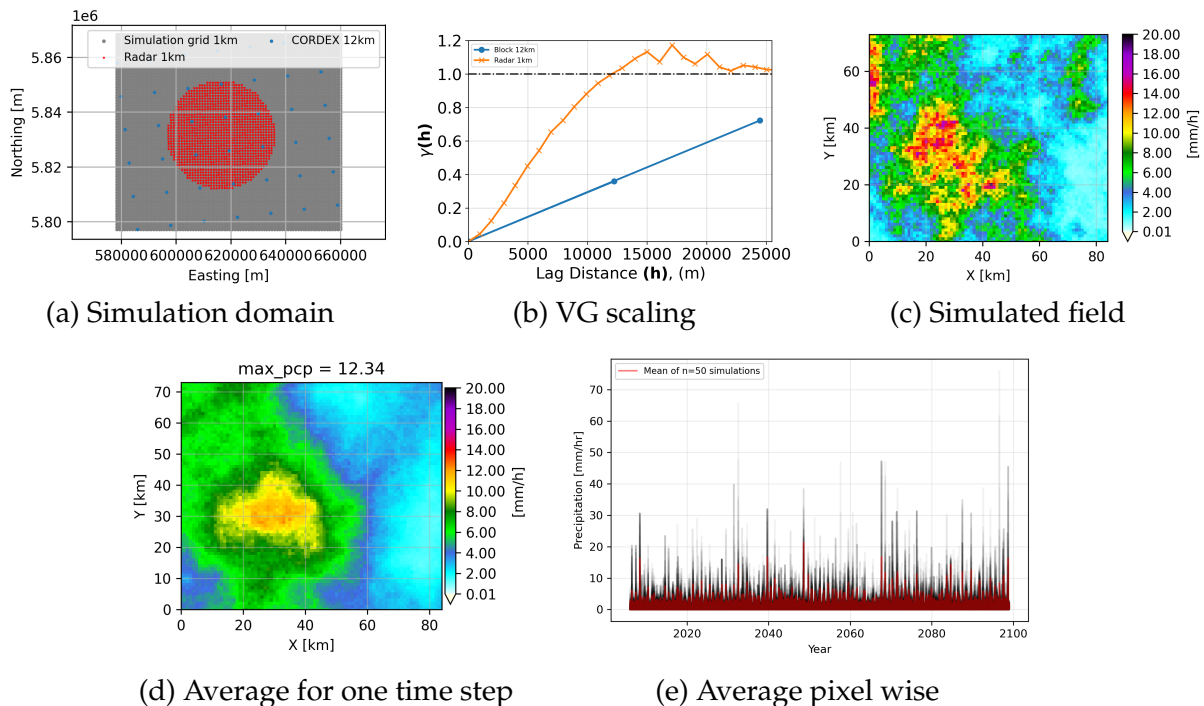 1e6
Simulation grid 1km
CORDEX 12km
Radar 1km
5.86
5.84
5.82
5.80
Northing [m]
580000 600000 620000 640000 660000
Easting [m]
(a) Simulation domain
Block 12km
Radar 1km
1.2
1.0
0.8
0.6
0.4
0.2
0.0
γ(h)
0 5000 10000 15000 20000 25000
Lag Distance (h), (m)
(b) VG scaling
70
60
50
40
30
20
10
0
Y [km]
0 20 40 60 80
X [km]
20.00
18.00
16.00
14.00
12.00
10.00
8.00
6.00
4.00
2.00
0.01
[mm/h]
(c) Simulated field
max_pcp = 12.34
70
60
50
40
30
20
10
0
Y [km]
0 20 40 60 80
X [km]
20.00
18.00
16.00
14.00
12.00
10.00
8.00
6.00
4.00
2.00
0.01
[mm/h]
(d) Average for one time step
Mean of n=50 simulations
70
60
50
40
30
20
10
0
Precipitation [mm/hr]
2020 2040 2060 2080 2100
Year
(e) Average pixel wise